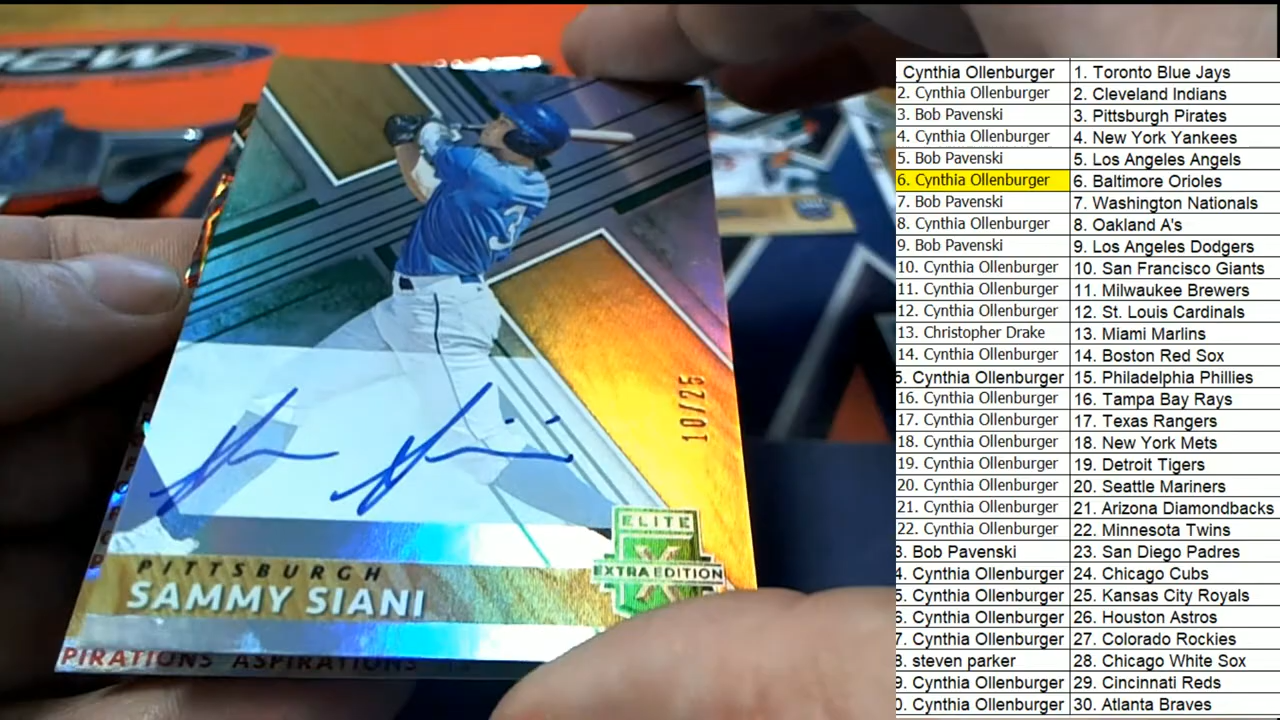 CW
3
10/25
ELITE
X
EXTRA EDITION
PITTSBURGH
SAMMY SIANI
PIRATIONS ASPIRATIONS
Cynthia Ollenburger 1. Toronto Blue Jays
2. Cynthia Ollenburger 2. Cleveland Indians
3. Bob Pavenski 3. Pittsburgh Pirates
4. Cynthia Ollenburger 4. New York Yankees
5. Bob Pavenski 5. Los Angeles Angels
6. Cynthia Ollenburger 6. Baltimore Orioles
7. Bob Pavenski 7. Washington Nationals
8. Cynthia Ollenburger 8. Oakland A's
9. Bob Pavenski 9. Los Angeles Dodgers
10. Cynthia Ollenburger 10. San Francisco Giants
11. Cynthia Ollenburger 11. Milwaukee Brewers
12. Cynthia Ollenburger 12. St. Louis Cardinals
13. Christopher Drake 13. Miami Marlins
14. Cynthia Ollenburger 14. Boston Red Sox
5. Cynthia Ollenburger 15. Philadelphia Phillies
16. Cynthia Ollenburger 16. Tampa Bay Rays
17. Cynthia Ollenburger 17. Texas Rangers
18. Cynthia Ollenburger 18. New York Mets
19. Cynthia Ollenburger 19. Detroit Tigers
20. Cynthia Ollenburger 20. Seattle Mariners
21. Cynthia Ollenburger 21. Arizona Diamondbacks
22. Cynthia Ollenburger 22. Minnesota Twins
3. Bob Pavenski 23. San Diego Padres
4. Cynthia Ollenburger 24. Chicago Cubs
5. Cynthia Ollenburger 25. Kansas City Royals
6. Cynthia Ollenburger 26. Houston Astros
7. Cynthia Ollenburger 27. Colorado Rockies
8. steven parker 28. Chicago White Sox
9. Cynthia Ollenburger 29. Cincinnati Reds
0. Cynthia Ollenburger 30. Atlanta Braves